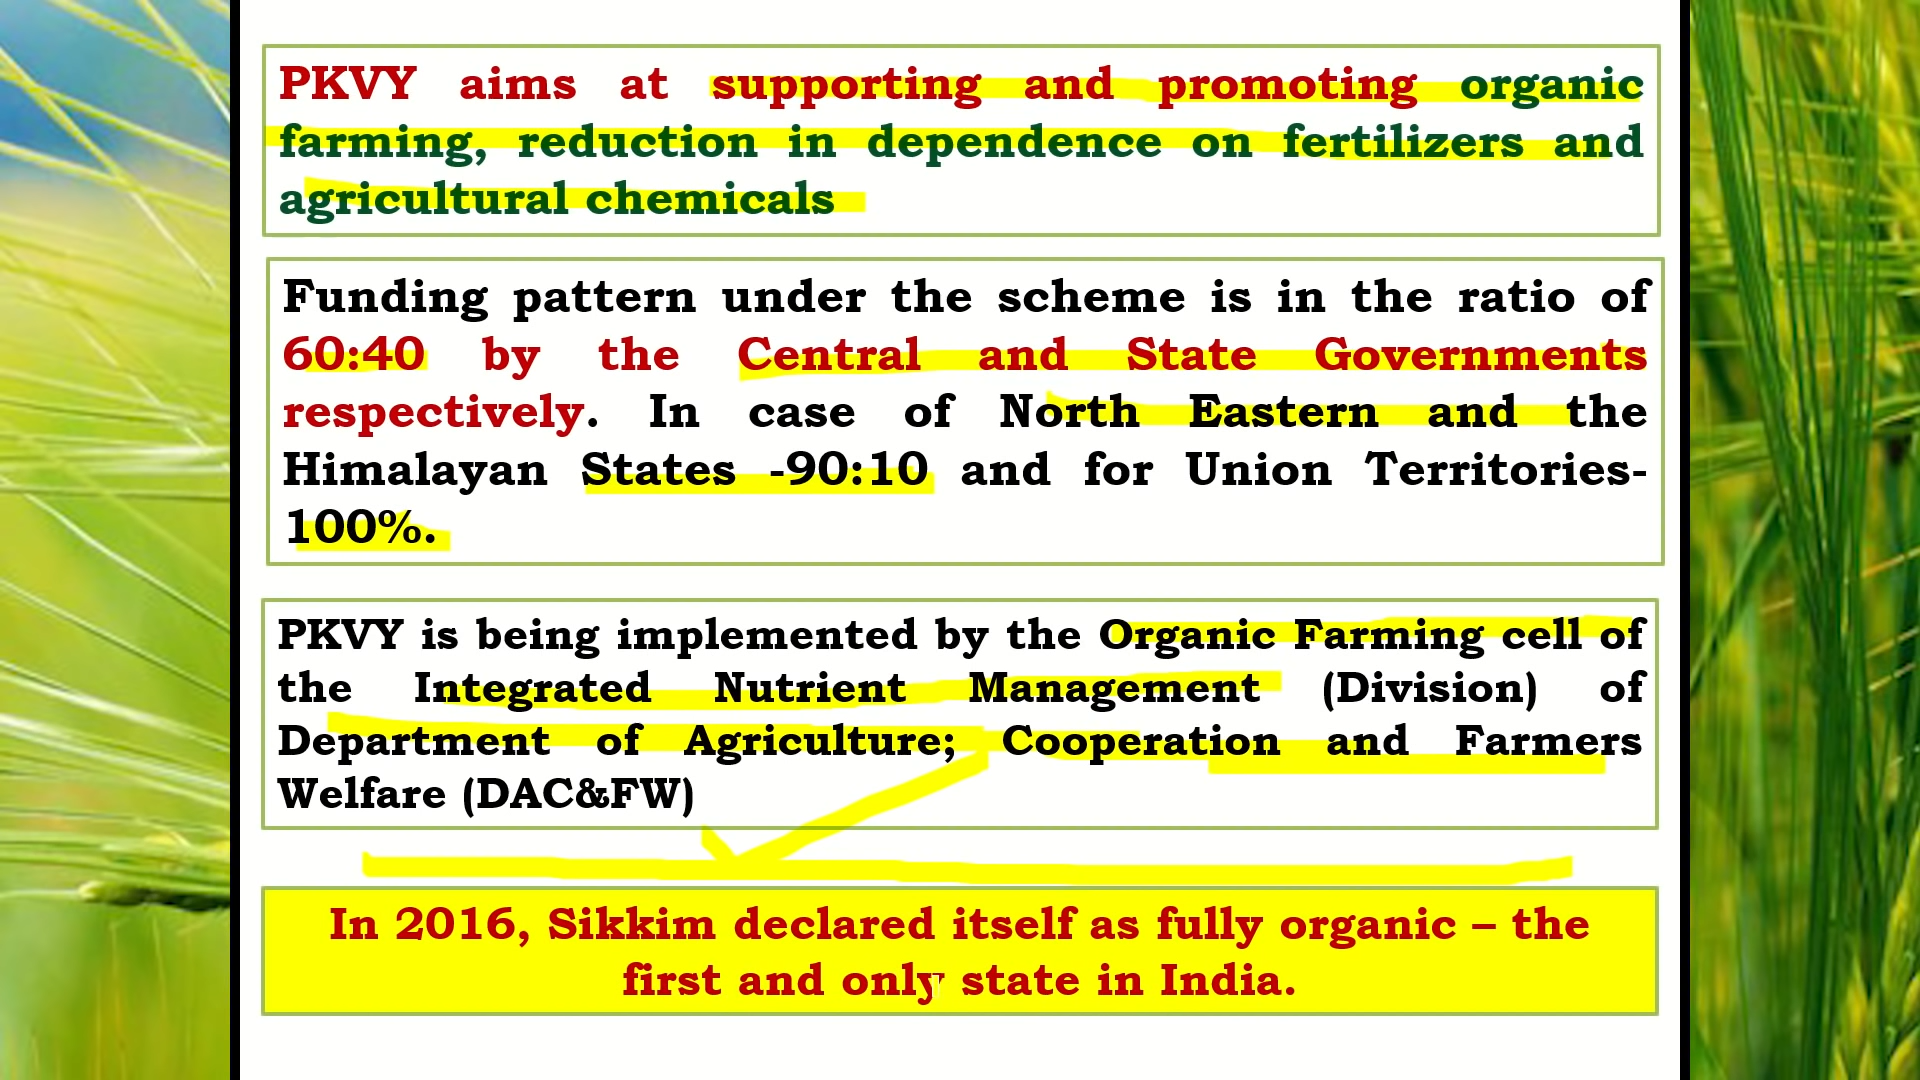 PKVY aims at supporting and promoting organic
farming, reduction in dependence on fertilizers and
agricultural chemicals
Funding pattern under the scheme is in the ratio of
60:40 by the Central and State Governments
respectively. In case of North Eastern and the
Himalayan States -90:10 and for Union Territories-
100%.
PKVY is being implemented by the Organic Farming cell of
the Integrated Nutrient Management (Division) of
Department of Agriculture; Cooperation and Farmers
Welfare (DAC&FW)
In 2016, Sikkim declared itself as fully organic – the
first and only state in India.